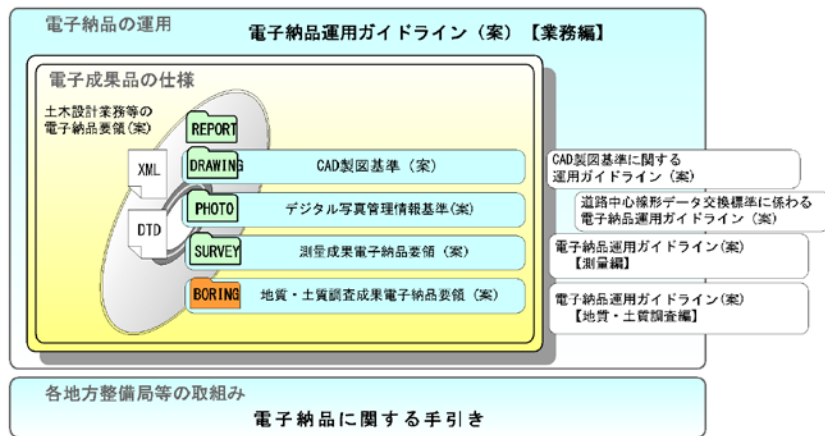 電子納品の運用
電子納品運用ガイドライン（案）【業務編】
電子成果品の仕様
土木設計業務等の
電子納品要領(案)
REPORT
XML
DRAWING
CAD製図基準（案）
CAD製図基準に関する
運用ガイドライン（案）
PHOTO
デジタル写真管理情報基準(案)
道路中心線形データ交換標準に係わる
電子納品運用ガイドライン（案）
DTD
SURVEY
測量成果電子納品要領（案）
電子納品運用ガイドライン(案)
【測量編】
BORING
地質・土質調査成果電子納品要領（案）
電子納品運用ガイドライン(案)
【地質・土質調査編】
各地方整備局等の取組み
電子納品に関する手引き